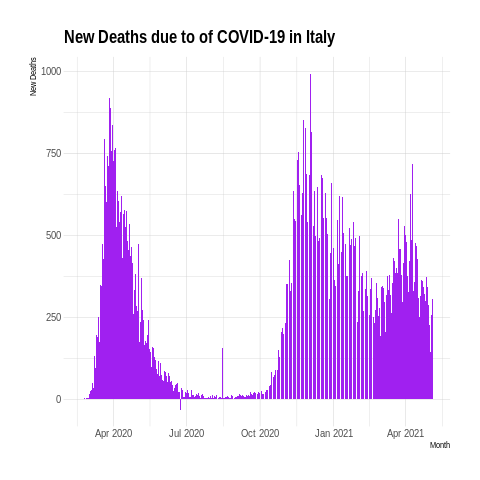 New Deaths due to of COVID-19 in Italy
New Deaths
1000
750
500
250
0
Apr 2020 Jul 2020 Oct 2020 Jan 2021 Apr 2021
Month